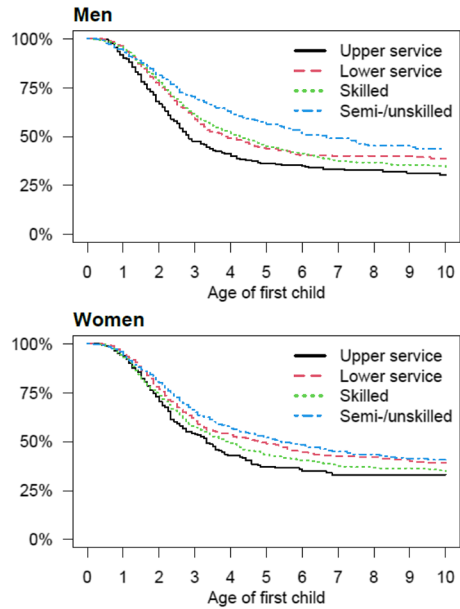 Men
100%
75%
50%
25%
0%
Upper service
Lower service
Skilled
Semi-/unskilled
0 1 2 3 4 5 6 7 8 9 10
Age of first child
Women
100%
75%
50%
25%
0%
Upper service
Lower service
Skilled
Semi-/unskilled
0 1 2 3 4 5 6 7 8 9 10
Age of first child